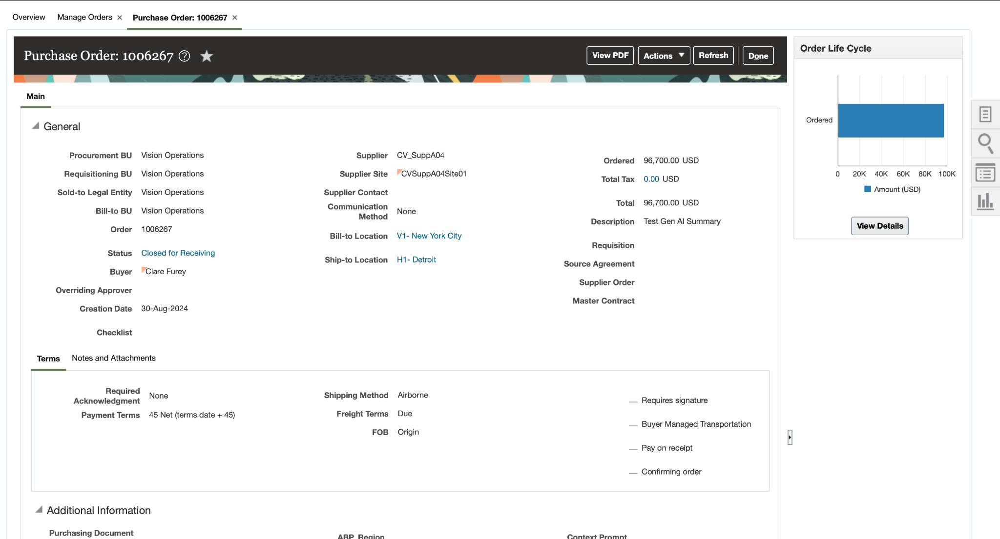 Overview
Manage Orders ×
Purchase Order: 1006267 ×
Purchase Order: 1006267 ?
View PDF
Actions
Refresh
Done
Main
General
Procurement BU Vision Operations
Requisitioning BU Vision Operations
Sold-to Legal Entity Vision Operations
Bill-to BU Vision Operations
Order 1006267
Status Closed for Receiving
Buyer Clare Furey
Overriding Approver
Creation Date 30-Aug-2024
Checklist
Supplier CV_SuppA04
Supplier Site CVSuppA04Site01
Supplier Contact
Communication
Method None
Bill-to Location V1- New York City
Ship-to Location H1- Detroit
Ordered 96,700.00 USD
Total Tax 0.00 USD
Total 96,700.00 USD
Description Test Gen AI Summary
Requisition
Source Agreement
Supplier Order
Master Contract
Terms
Notes and Attachments
Required
Acknowledgment None
Payment Terms 45 Net (terms date + 45)
Shipping Method Airborne
Freight Terms Due
FOB Origin
Requires signature
Buyer Managed Transportation
Pay on receipt
Confirming order
Additional Information
Purchasing Document
ABP_Region
Context Prompt
Order Life Cycle
Ordered
0 20K 40K 60K 80K 100K
Amount (USD)
View Details